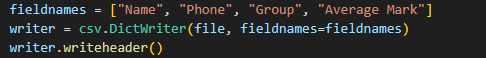 fieldnames = ["Name", "Phone", "Group", "Average Mark"]
writer = csv.DictWriter(file, fieldnames=fieldnames)
writer.writeheader()